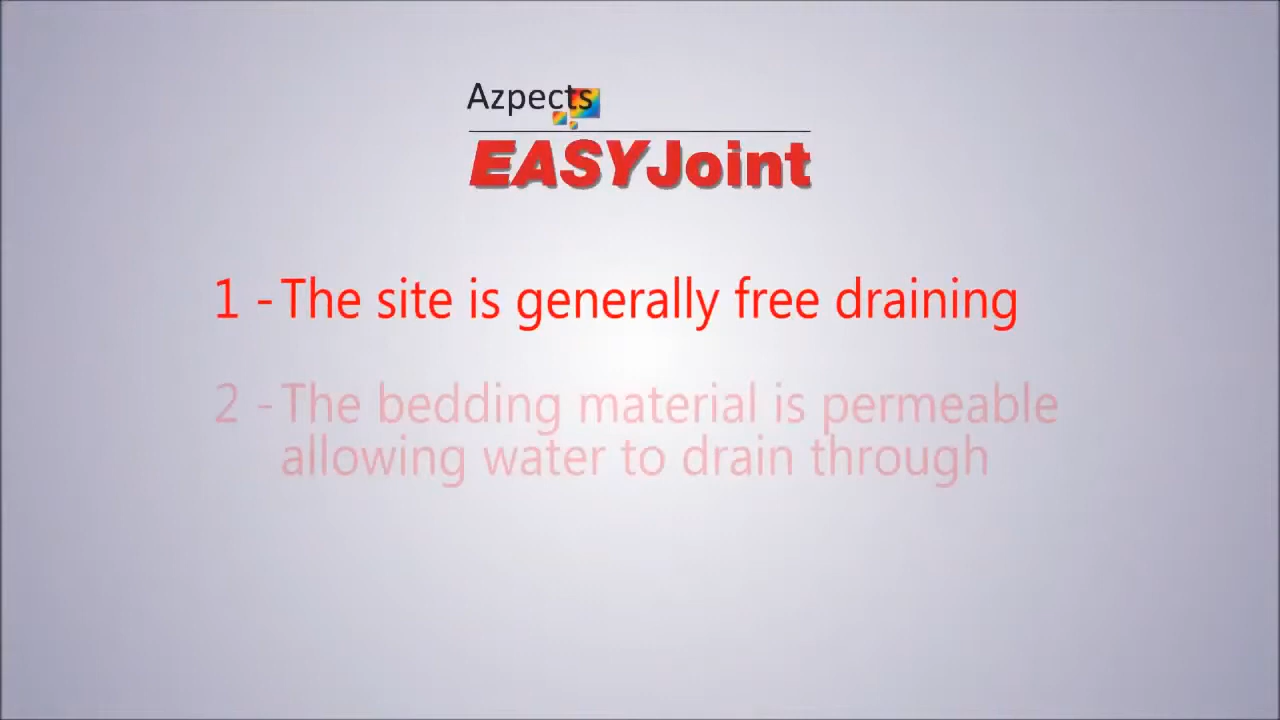 Azpects
EASYJoint
1 - The site is generally free draining
2 - The bedding material is permeable
allowing water to drain through